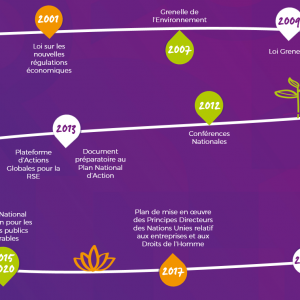 2001
Loi sur les
nouvelles
régulations
économiques
Grenelle de
l'Environnement
2007
2009
Loi Grene
2013
Plateforme
d'Actions
Globales pour la
RSE
Document
préparatoire au
Plan National
d'Action
2012
Conférences
Nationales
National
on pour les
s publics
rables
2015
2020
Plan de mise en œuvre
des Principes Directeurs
des Nations Unies relatif
aux entreprises et aux
Droits de l'Homme
2017
2